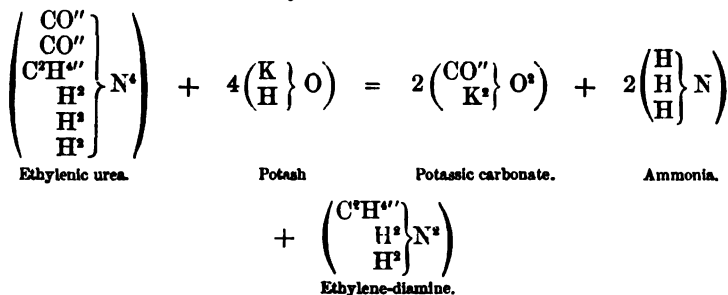 CO″
CO″
C²H⁴″
H²
H²
H²
} N⁴
+ 4 ( K H } O ) = 2 ( CO″ K² } O² ) + 2 ( H H H } N )
Ethylenic urea. Potash Potassic carbonate. Ammonia.
+ ( C²H⁴″ H² H² } N² )
Ethylene-diamine.